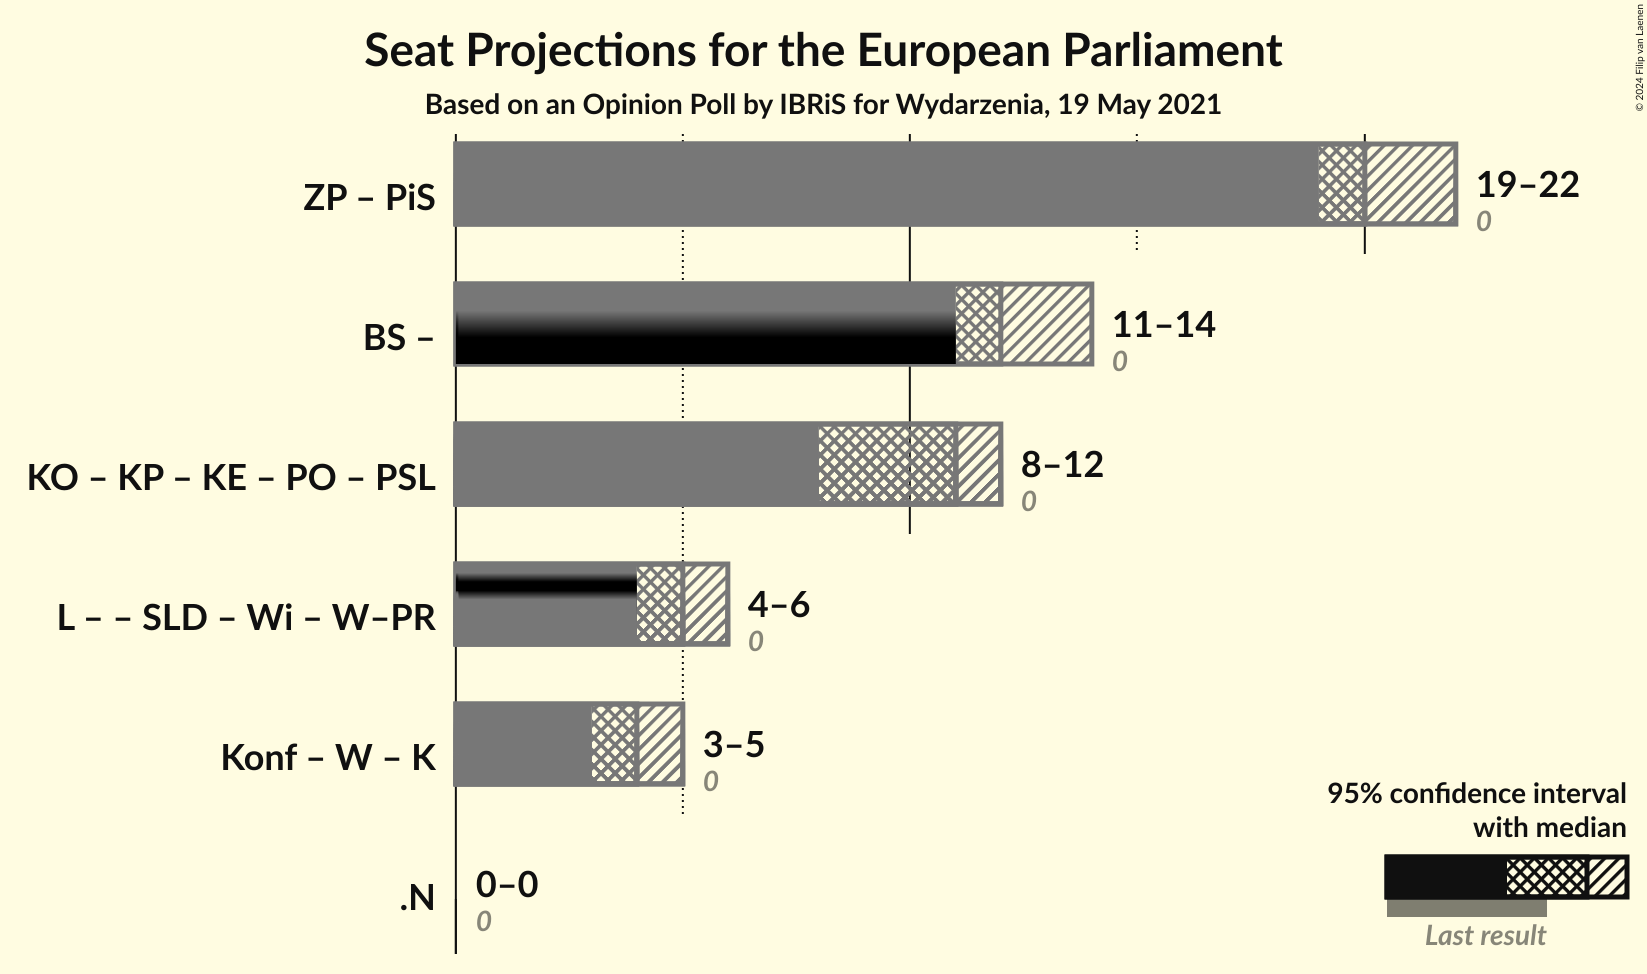 Seat Projections for the European Parliament
Based on an Opinion Poll by IBRiS for Wydarzenia, 19 May 2021
© 2024 Filip van Laenen
ZP – PiS
19–22
0
BS –
11–14
0
KO – KP – KE – PO – PSL
8–12
0
L – – SLD – Wi – W–PR
4–6
0
Konf – W – K
3–5
0
.N
0–0
0
95% confidence interval
with median
Last result